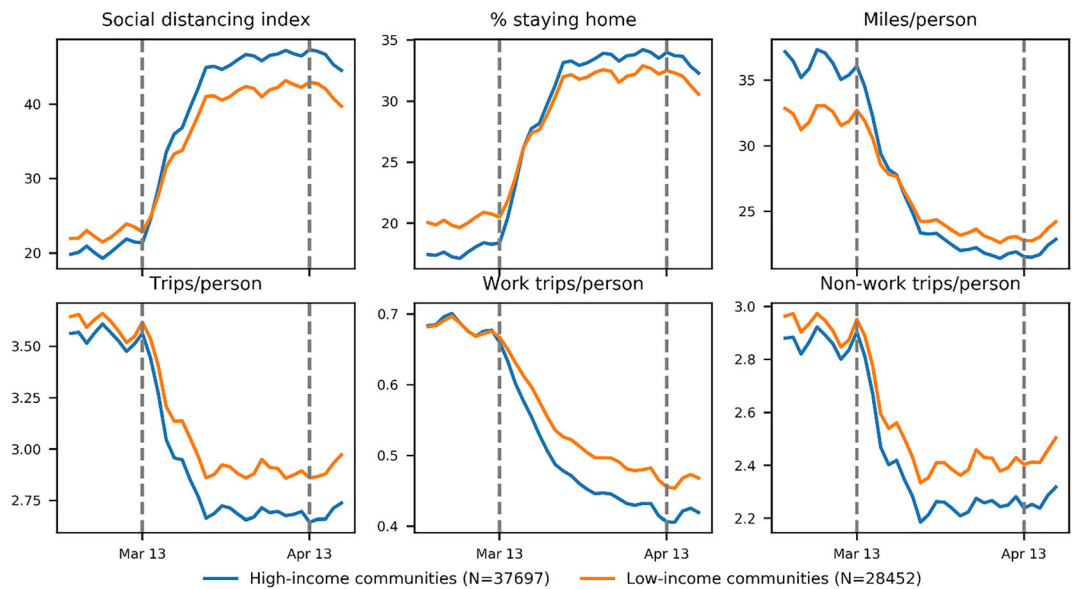 Social distancing index
% staying home
Miles/person
40
30
20
35
30
25
20
35
30
25
Trips/person
Work trips/person
Non-work trips/person
3.50
3.25
3.00
2.75
0.7
0.6
0.5
0.4
3.0
2.8
2.6
2.4
2.2
Mar 13 Apr 13
Mar 13 Apr 13
Mar 13 Apr 13
High-income communities (N=37697) Low-income communities (N=28452)